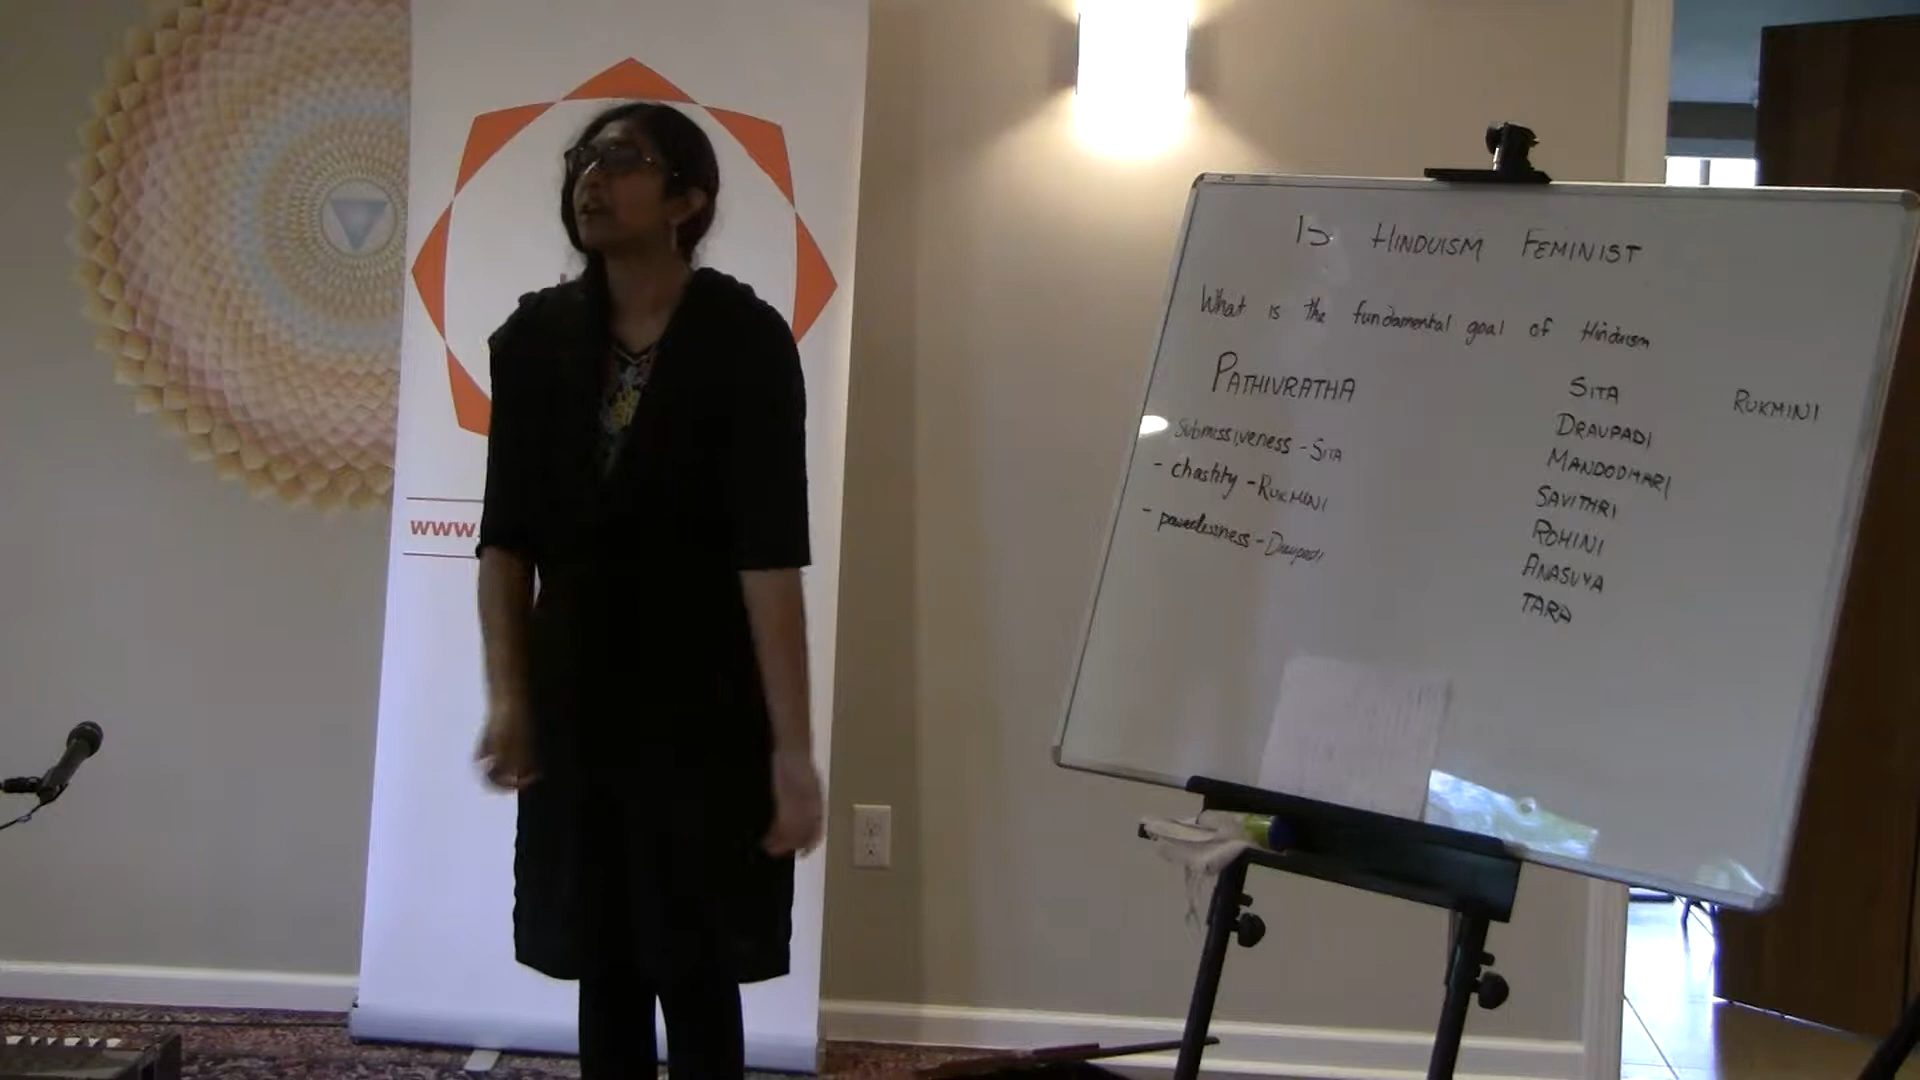 IS HINDUISM FEMINIST
What is the fundamental goal of Hinduism
PATHIVRATHA
Submissiveness - SITA
- chastity - RUKMINI
- powerlessness - Draupadi
SITA
DRAUPADI
MANDODHARI
SAVITHRI
ROHINI
ANASUYA
TARA
RUKMINI
www.